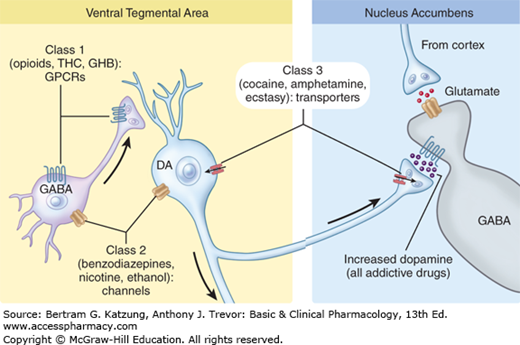 Ventral Tegmental Area
Nucleus Accumbens
Class 1
(opioids, THC, GHB):
GPCRs
Class 3
(cocaine, amphetamine,
ecstasy): transporters
From cortex
Glutamate
DA
GABA
GABA
Class 2
(benzodiazepines,
nicotine, ethanol):
channels
Increased dopamine
(all addictive drugs)
Source: Bertram G. Katzung, Anthony J. Trevor: Basic & Clinical Pharmacology, 13th Ed.
www.accesspharmacy.com
Copyright © McGraw-Hill Education. All rights reserved.